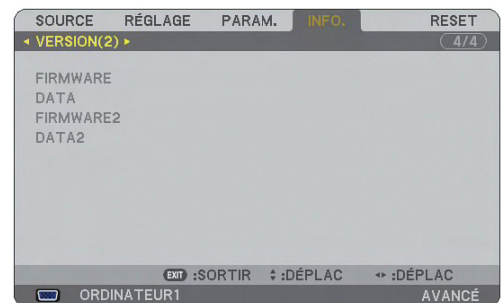 SOURCE RÉGLAGE PARAM. INFO. RESET
VERSION(2) 4/4
FIRMWARE
DATA
FIRMWARE2
DATA2
EXIT :SORTIR :DÉPLAC :DÉPLAC
ORDINATEUR1 AVANCÉ